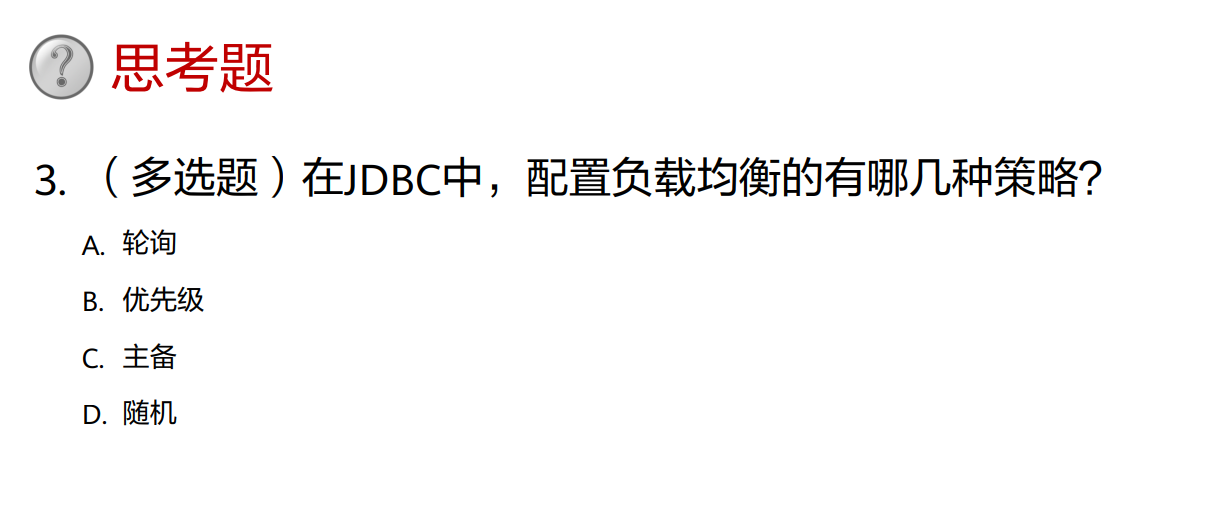 思考题
3. （多选题）在JDBC中，配置负载均衡的有哪几种策略?
A. 轮询
B. 优先级
C. 主备
D. 随机